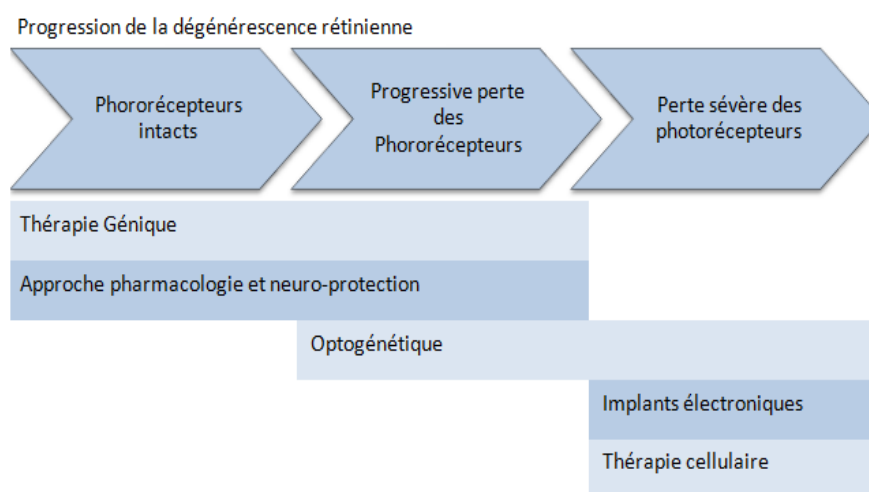 Progression de la dégénérescence rétinienne
Phororécepteurs
intacts
Progressive perte
des
Phororécepteurs
Perte sévère des
photorécepteurs
Thérapie Génique
Approche pharmacologie et neuro-protection
Optogénétique
Implants électroniques
Thérapie cellulaire